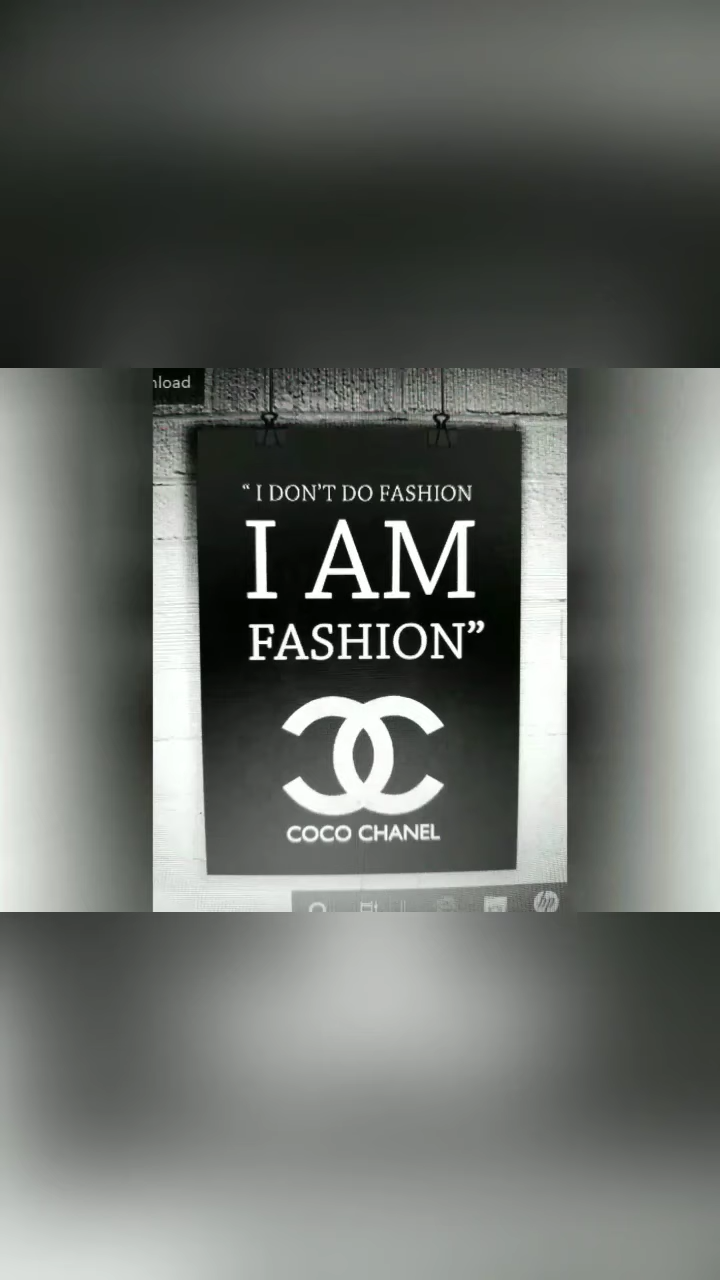 nload
“ I DON’T DO FASHION
I AM
FASHION”
COCO CHANEL
hp